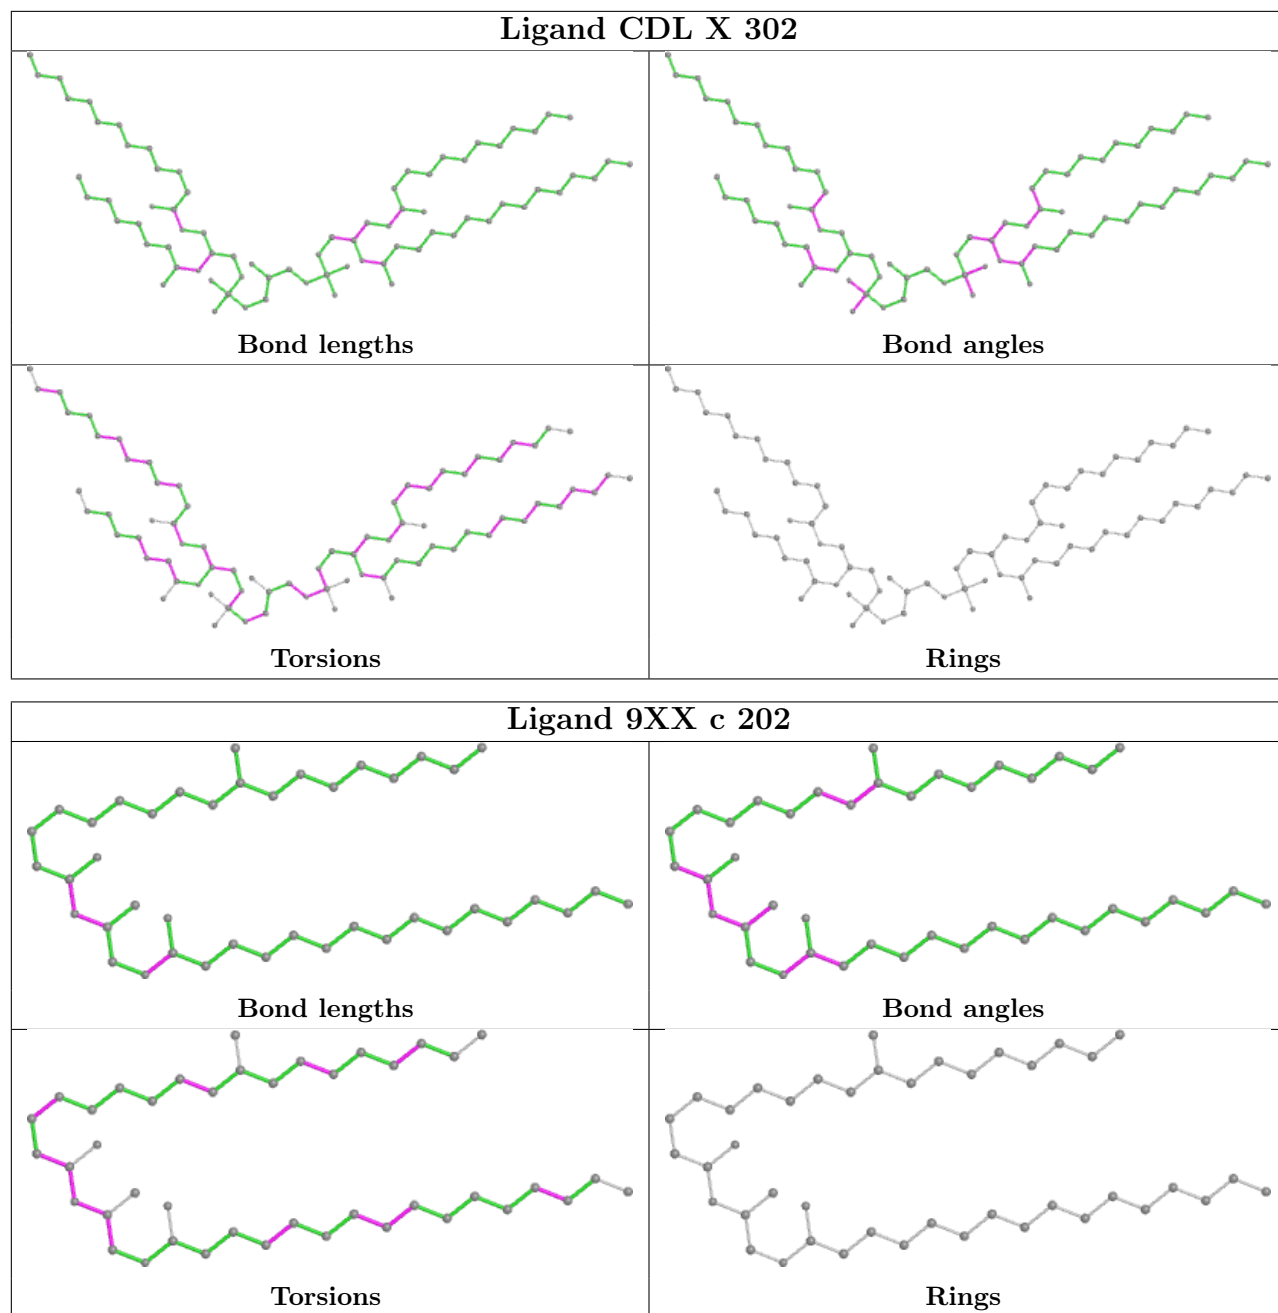 Ligand CDL X 302
Bond lengths
Bond angles
Torsions
Rings
Ligand 9XX c 202
Bond lengths
Bond angles
Torsions
Rings